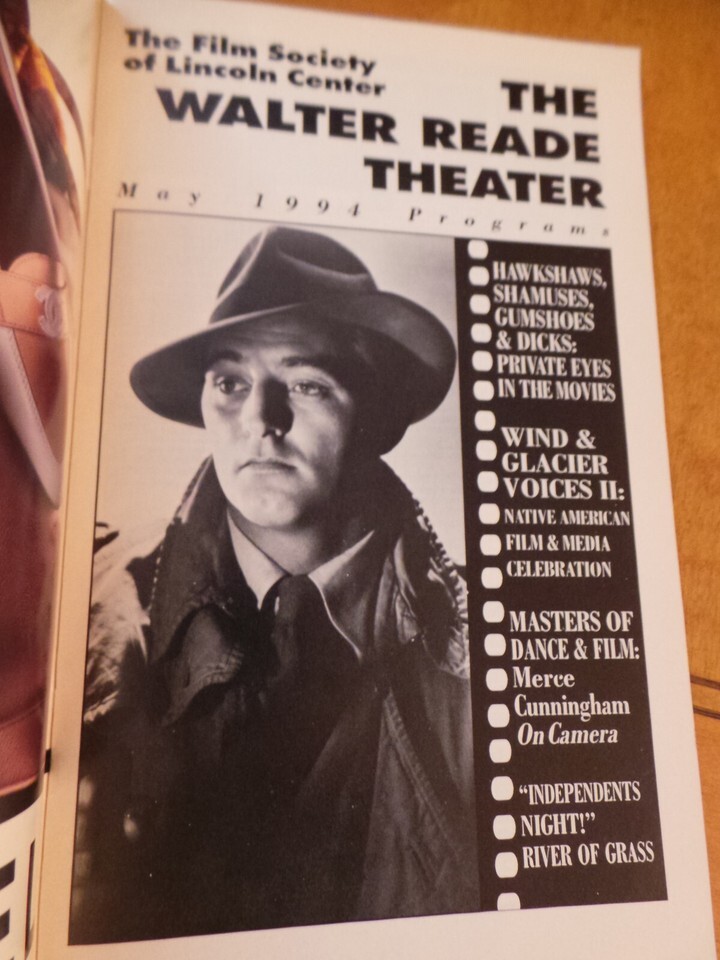 The Film Society
of Lincoln Center
THE
WALTER READE
THEATER
May 1994 Programs
HAWKSHAWS,
SHAMUSES,
GUMSHOES
& DICKS:
PRIVATE EYES
IN THE MOVIES
WIND &
GLACIER
VOICES II:
NATIVE AMERICAN
FILM & MEDIA
CELEBRATION
MASTERS OF
DANCE & FILM:
Merce
Cunningham
On Camera
“INDEPENDENTS
NIGHT!”
RIVER OF GRASS